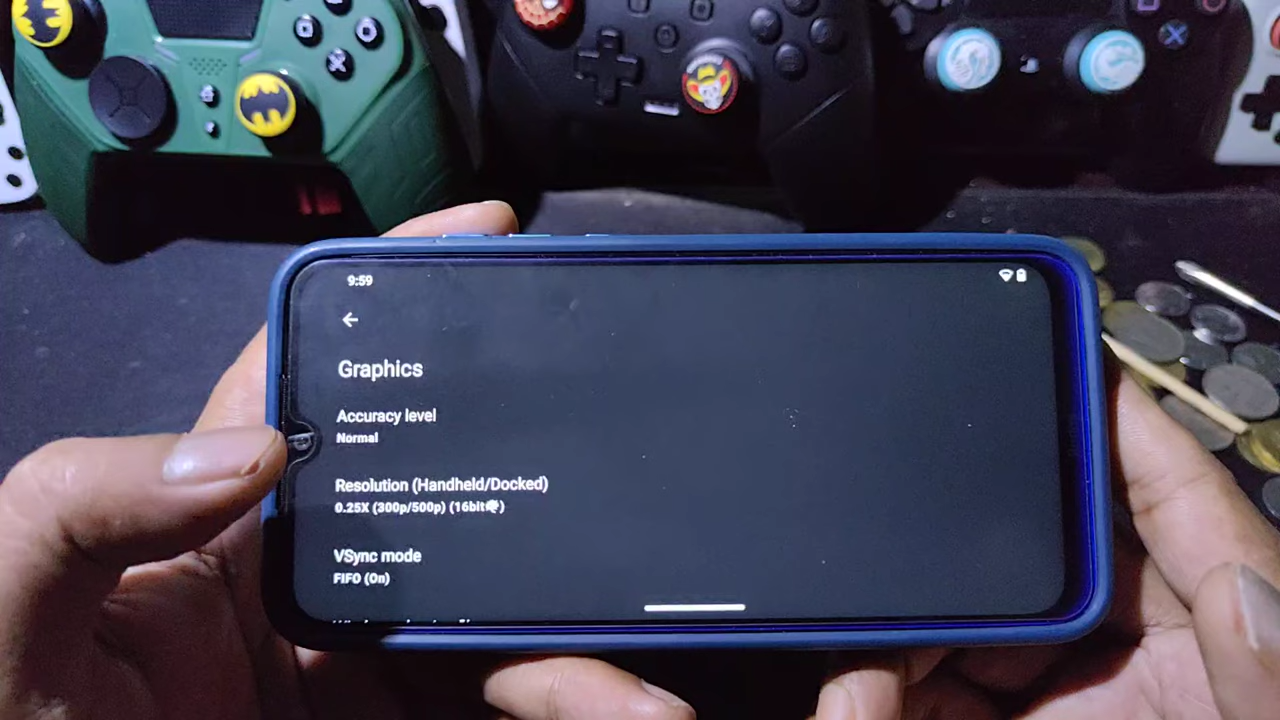 9:59
Graphics
Accuracy level
Normal
Resolution (Handheld/Docked)
0.25X (300p/500p) (16bit)
VSync mode
FIFO (On)